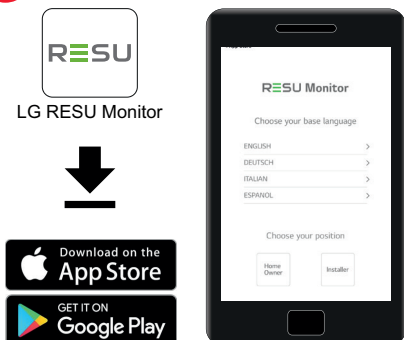 RESU
LG RESU Monitor
Download on the
App Store
GET IT ON
Google Play
RESU Monitor
Choose your base language
ENGLISH
DEUTSCH
ITALIAN
ESPANOL
Choose your position
Home
Owner
Installer